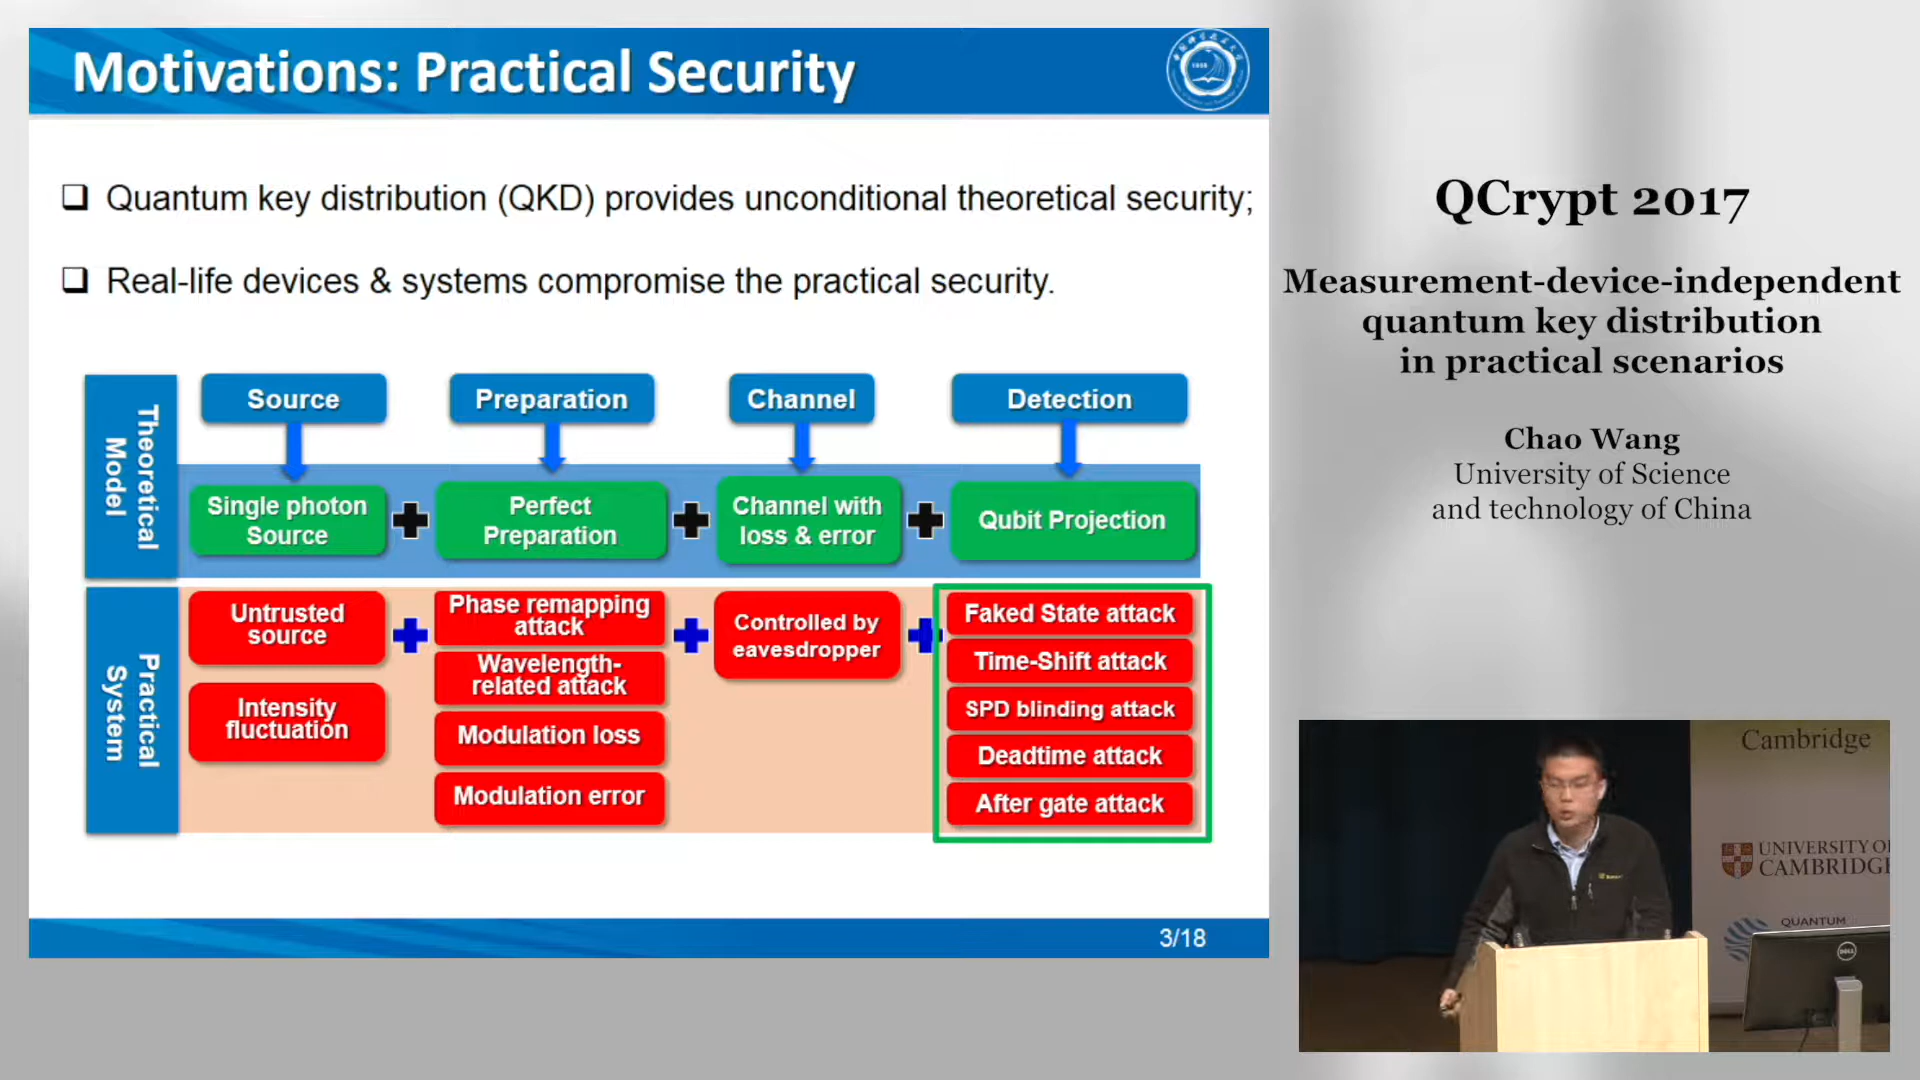 Motivations: Practical Security
Quantum key distribution (QKD) provides unconditional theoretical security;
Real-life devices & systems compromise the practical security.
Theoretical
Model
Source
Preparation
Channel
Detection
Single photon
Source
Perfect
Preparation
Channel with
loss & error
Qubit Projection
Practical
System
Untrusted
source
Intensity
fluctuation
Phase remapping
attack
Wavelength-
related attack
Modulation loss
Modulation error
Controlled by
eavesdropper
Faked State attack
Time-Shift attack
SPD blinding attack
Deadtime attack
After gate attack
3/18
QCrypt 2017
Measurement-device-independent
quantum key distribution
in practical scenarios
Chao Wang
University of Science
and technology of China
Cambridge
UNIVERSITY OF
CAMBRIDGE
QUANTUM
DELL